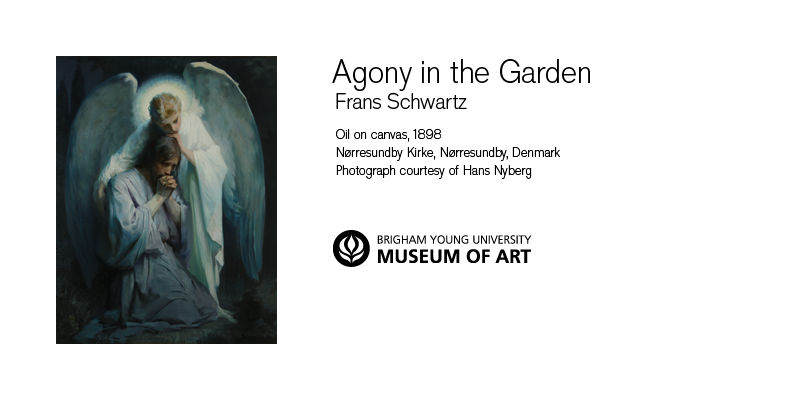 Agony in the Garden
Frans Schwartz
Oil on canvas, 1898
Nørresundby Kirke, Nørresundby, Denmark
Photograph courtesy of Hans Nyberg
BRIGHAM YOUNG UNIVERSITY
MUSEUM OF ART